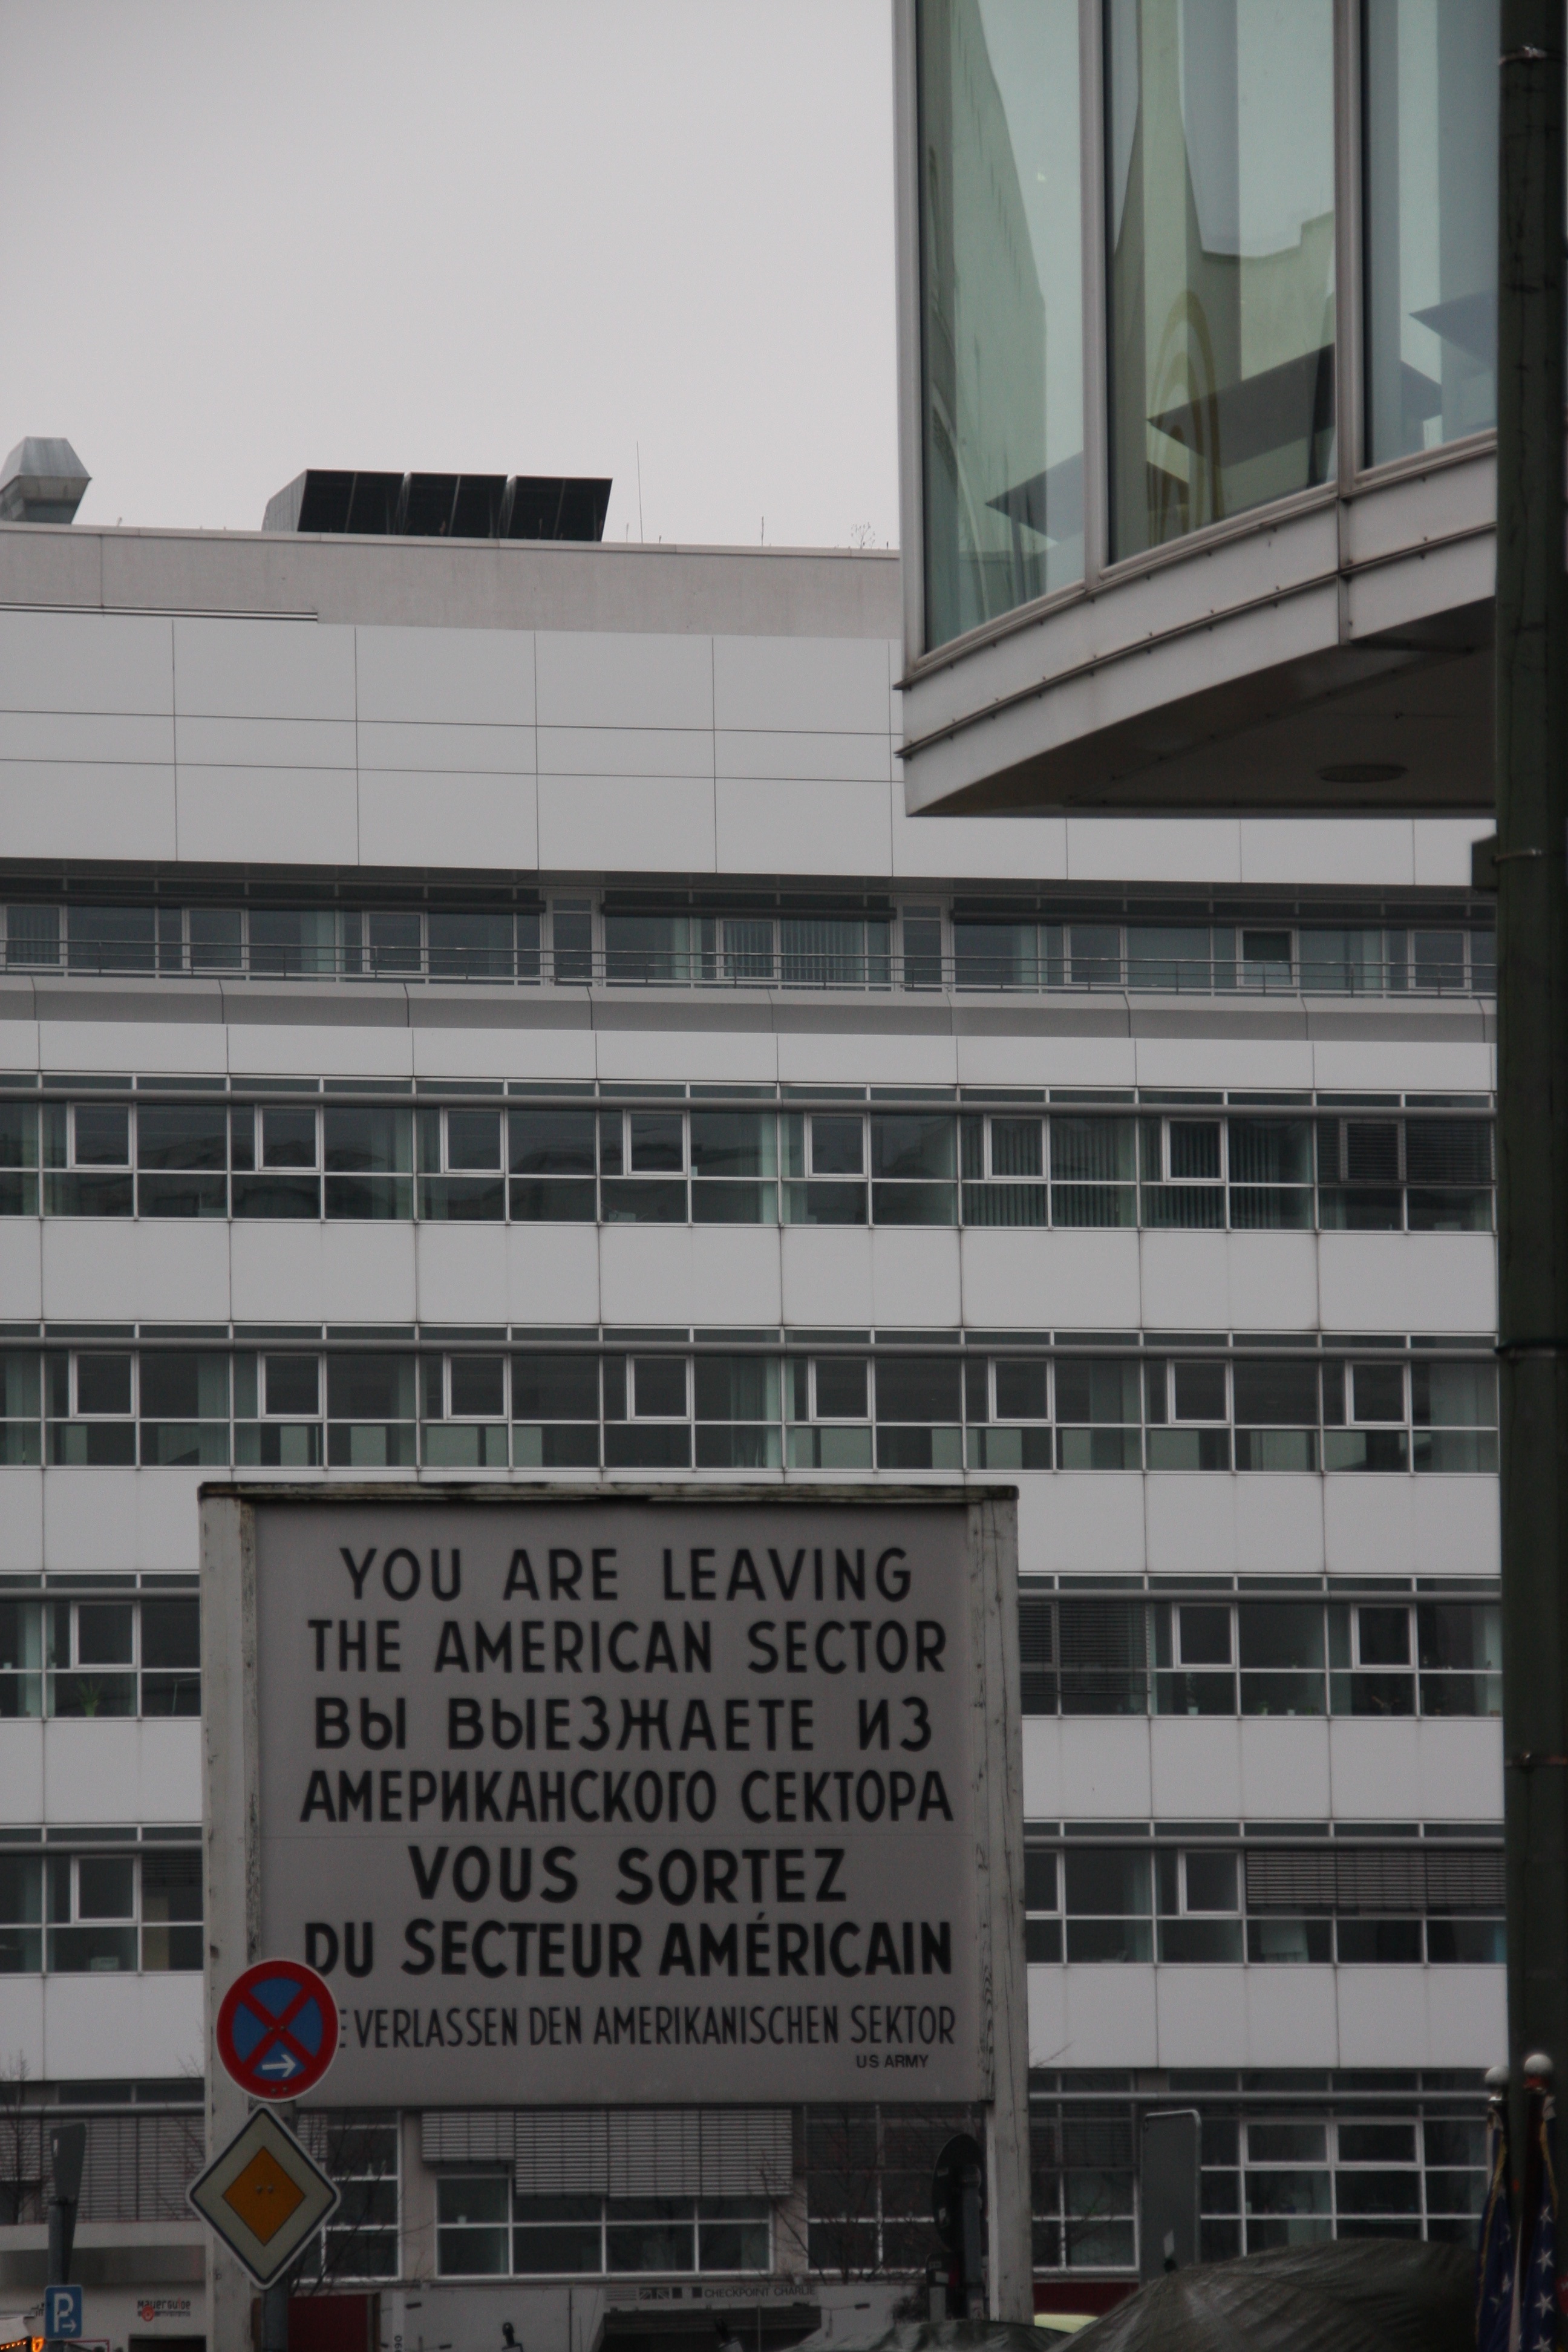 YOU ARE LEAVING
THE AMERICAN SECTOR
ВЫ ВЫЕЗЖАЕТЕ ИЗ
АМЕРИКАНСКОГО СЕКТОРА
VOUS SORTEZ
DU SECTEUR AMÉRICAIN
VERLASSEN DEN AMERIKANISCHEN SEKTOR
US ARMY
CHECKPOINT CHARLIE
P
Mauerguide